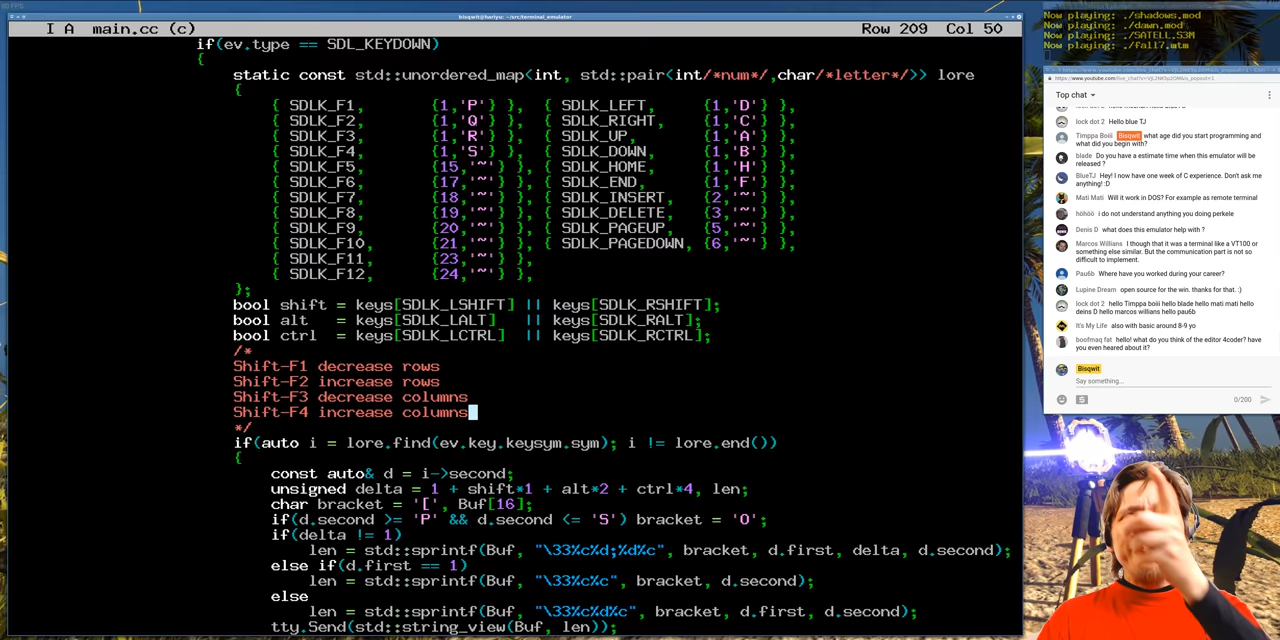 60 FPS
bisqwit@hariyu: ~/src/terminal_emulator
I A main.cc (c) Row 209 Col 50
if(ev.type == SDL_KEYDOWN)
{
static const std::unordered_map<int, std::pair<int/*num*/,char/*letter*/>> lore
{
{ SDLK_F1, {1,'P'} }, { SDLK_LEFT, {1,'D'} },
{ SDLK_F2, {1,'Q'} }, { SDLK_RIGHT, {1,'C'} },
{ SDLK_F3, {1,'R'} }, { SDLK_UP, {1,'A'} },
{ SDLK_F4, {1,'S'} }, { SDLK_DOWN, {1,'B'} },
{ SDLK_F5, {15,'~'} }, { SDLK_HOME, {1,'H'} },
{ SDLK_F6, {17,'~'} }, { SDLK_END, {1,'F'} },
{ SDLK_F7, {18,'~'} }, { SDLK_INSERT, {2,'~'} },
{ SDLK_F8, {19,'~'} }, { SDLK_DELETE, {3,'~'} },
{ SDLK_F9, {20,'~'} }, { SDLK_PAGEUP, {5,'~'} },
{ SDLK_F10, {21,'~'} }, { SDLK_PAGEDOWN, {6,'~'} },
{ SDLK_F11, {23,'~'} },
{ SDLK_F12, {24,'~'} },
};
bool shift = keys[SDLK_LSHIFT] || keys[SDLK_RSHIFT];
bool alt = keys[SDLK_LALT] || keys[SDLK_RALT];
bool ctrl = keys[SDLK_LCTRL] || keys[SDLK_RCTRL];
/*
Shift-F1 decrease rows
Shift-F2 increase rows
Shift-F3 decrease columns
Shift-F4 increase columns
*/
if(auto i = lore.find(ev.key.keysym.sym); i != lore.end())
{
const auto& d = i->second;
unsigned delta = 1 + shift*1 + alt*2 + ctrl*4, len;
char bracket = '[', Buf[16];
if(d.second >= 'P' && d.second <= 'S') bracket = 'O';
if(delta != 1)
len = std::sprintf(Buf, "\33%c%d;%d%c", bracket, d.first, delta, d.second);
else if(d.first == 1)
len = std::sprintf(Buf, "\33%c%c", bracket, d.second);
else
len = std::sprintf(Buf, "\33%c%d%c", bracket, d.first, d.second);
tty.Send(std::string_view(Buf, len));
Now playing: ./shadows.mod
Now playing: ./dawn.mod
Now playing: ./SATELL.S3M
Now playing: ./fall7.mtm
Top chat
lock dot 2 Hello blue TJ
Timppa Boiii Bisqwit what age did you start programming and
what did you begin with?
blade Do you have a estimate time when this emulator will be
released ?
BlueTJ Hey! I now have one week of C experience. Don't ask me
anything! :D
Mati Mati Will it work in DOS? For example as remote terminal
höhöö i do not understand anything you doing perkele
Denis D what does this emulator help with ?
Marcos Willians I though that it was a terminal like a VT100 or
something else similar. But the communication part is not so
difficult to implement.
Pau6b Where have you worked during your career?
Lupine Dream open source for the win. thanks for that. :)
lock dot 2 hello Timppa boiii hello blade hello mati mati hello
deins D hello marcos willians hello pau6b
It's My Life also with basic around 8-9 yo
boofmaq fat hello! what do you think of the editor 4coder? have
you even heard about it?
Bisqwit
Say something...
0/200